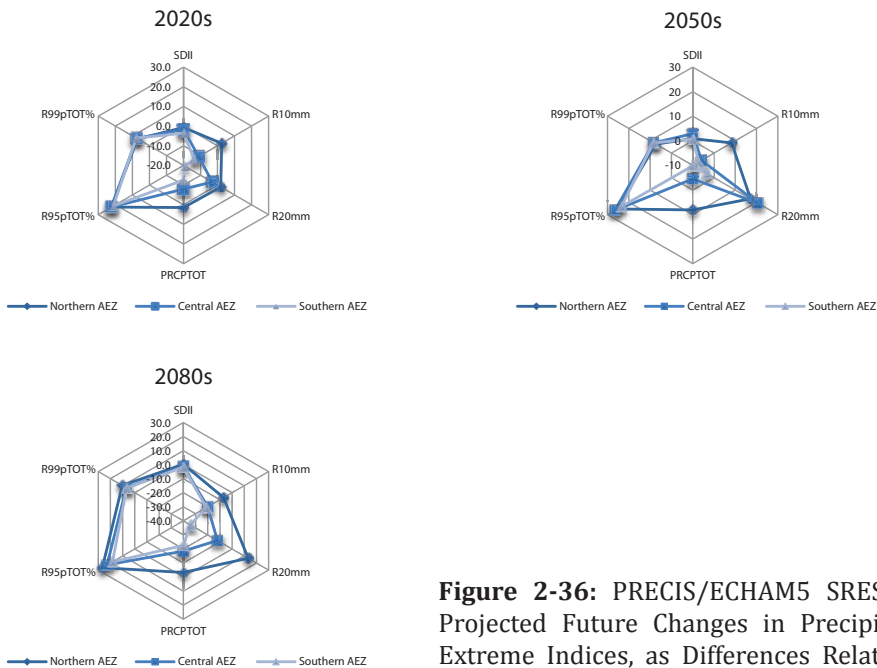 2020s
SDII
30.0
20.0
R99pTOT%
R10mm
10.0
0.0
-10.0
-20.0
R95pTOT%
R20mm
PRCPTOT
Northern AEZ Central AEZ Southern AEZ
2050s
SDII
30
20
R99pTOT%
R10mm
10
0
-10
R95pTOT%
R20mm
PRCPTOT
Northern AEZ Central AEZ Southern AEZ
2080s
SDII
30.0
20.0
R99pTOT%
R10mm
10.0
0.0
-10.0
-20.0
-30.0
-40.0
R95pTOT%
R20mm
PRCPTOT
Northern AEZ Central AEZ Southern AEZ
Figure 2-36: PRECIS/ECHAM5 SRES
Projected Future Changes in Precipi
Extreme Indices, as Differences Relat